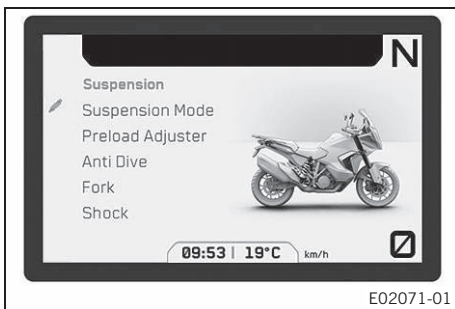 N
Suspension
Suspension Mode
Preload Adjuster
Anti Dive
Fork
Shock
09:53 | 19°C km/h
0
E02071-01